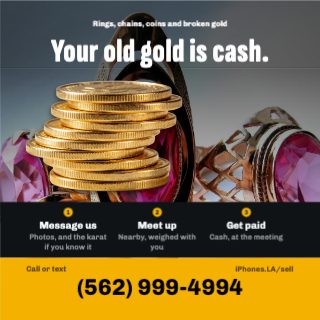 Rings, chains, coins and broken gold
Your old gold is cash.
1 2 3
Message us Meet up Get paid
Photos, and the karat Nearby, weighed with Cash, at the meeting
if you know it you
Call or text iPhones.LA/sell
(562) 999-4994